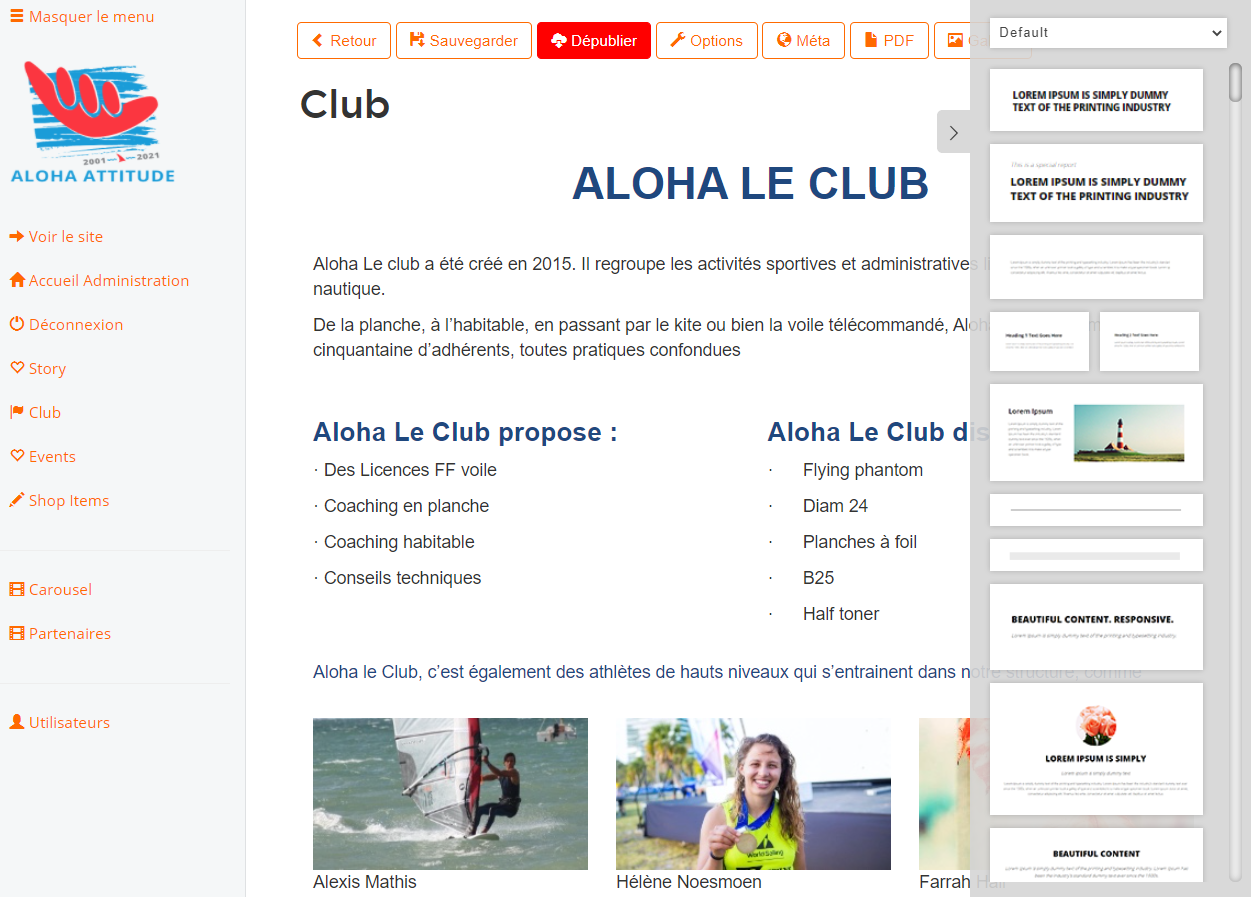 Masquer le menu
2001 2021
ALOHA ATTITUDE
Voir le site
Accueil Administration
Déconnexion
Story
Club
Events
Shop Items
Carousel
Partenaires
Utilisateurs
Retour
Sauvegarder
Dépublier
Options
Méta
PDF
Club
ALOHA LE CLUB
Aloha Le club a été créé en 2015. Il regroupe les activités sportives et administratives
nautique.
De la planche, à l’habitable, en passant par le kite ou bien la voile télécommandé,
cinquantaine d’adhérents, toutes pratiques confondues
Aloha Le Club propose :
· Des Licences FF voile
· Coaching en planche
· Coaching habitable
· Conseils techniques
Aloha Le Club dis
· Flying phantom
· Diam 24
· Planches à foil
· B25
· Half toner
Aloha le Club, c’est également des athlètes de hauts niveaux qui s’entrainent dans notre structure, comme
World Sailing
Alexis Mathis
Hélène Noesmoen
Farrah Hall
Default
LOREM IPSUM IS SIMPLY DUMMY
TEXT OF THE PRINTING INDUSTRY
This is a special report
LOREM IPSUM IS SIMPLY DUMMY
TEXT OF THE PRINTING INDUSTRY
Heading 1 Text Goes Here
Heading 2 Text Goes Here
Lorem Ipsum
BEAUTIFUL CONTENT. RESPONSIVE.
Lorem Ipsum is simply dummy text of the printing and typesetting industry.
LOREM IPSUM IS SIMPLY
Lorem ipsum is simply dummy text
BEAUTIFUL CONTENT